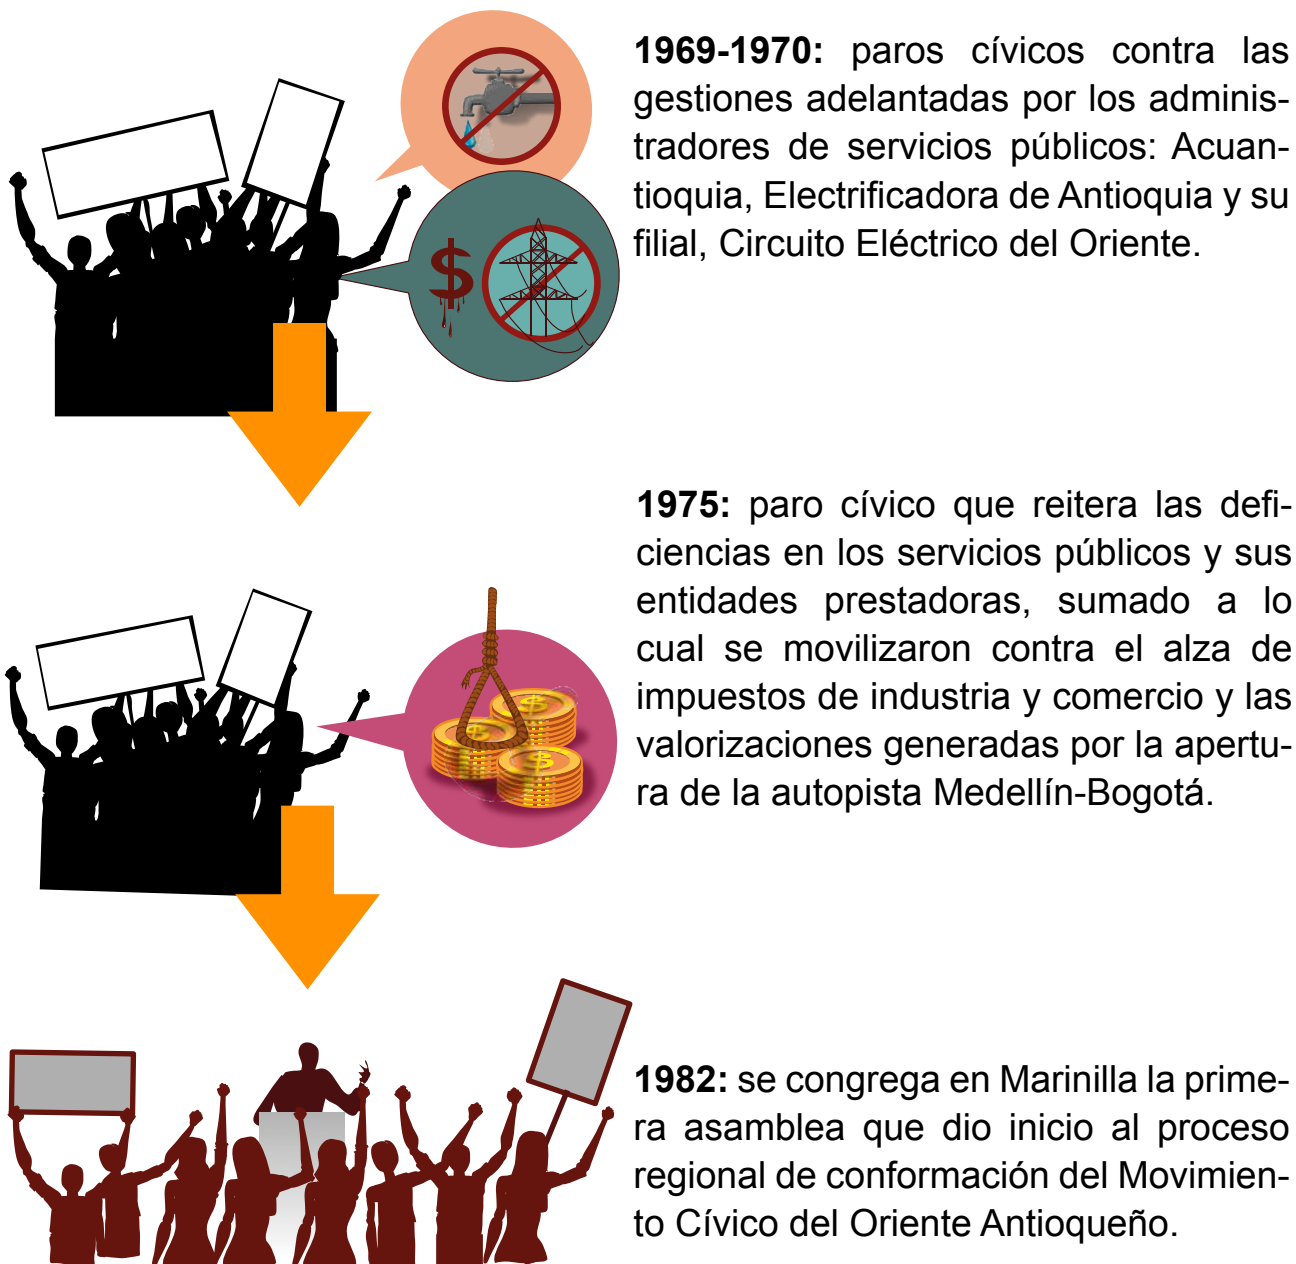 1969-1970: paros cívicos contra las
gestiones adelantadas por los adminis-
tradores de servicios públicos: Acuan-
tioquia, Electrificadora de Antioquia y su
filial, Circuito Eléctrico del Oriente.
$
1975: paro cívico que reitera las defi-
ciencias en los servicios públicos y sus
entidades prestadoras, sumado a lo
cual se movilizaron contra el alza de
impuestos de industria y comercio y las
valorizaciones generadas por la apertu-
ra de la autopista Medellín-Bogotá.
$
$
$
1982: se congrega en Marinilla la prime-
ra asamblea que dio inicio al proceso
regional de conformación del Movimien-
to Cívico del Oriente Antioqueño.